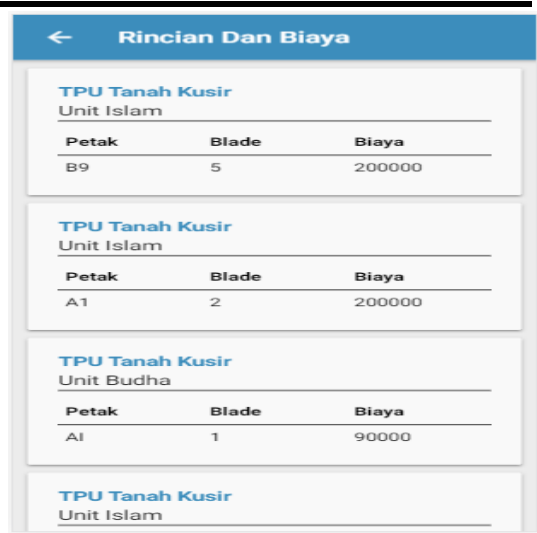 Rincian Dan Biaya
TPU Tanah Kusir
Unit Islam
Petak Blade Biaya
B9 5 200000
TPU Tanah Kusir
Unit Islam
Petak Blade Biaya
A1 2 200000
TPU Tanah Kusir
Unit Budha
Petak Blade Biaya
AI 1 90000
TPU Tanah Kusir
Unit Islam